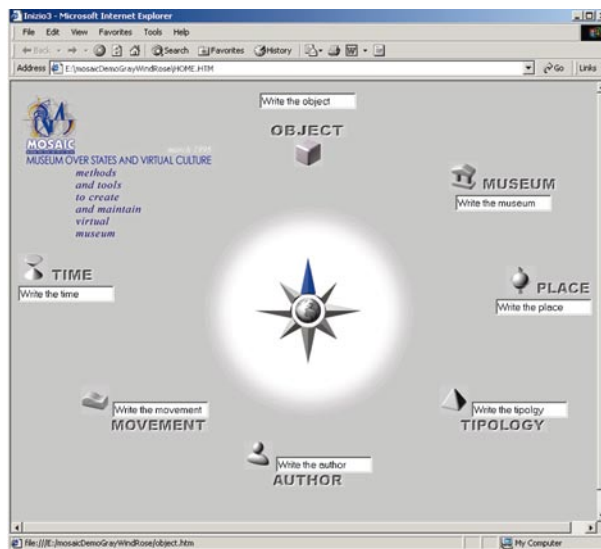 Inizio3 - Microsoft Internet Explorer
File Edit View Favorites Tools Help
Back Search Favorites History
Address E:\mosaicDemoGrayWindRose\HOME.HTM Go Links
Write the object
OBJECT
MOSAIC
march 1998
MUSEUM OVER STATES AND VIRTUAL CULTURE
methods
and tools
to create
and maintain
virtual
museum
MUSEUM
Write the museum
TIME
Write the time
PLACE
Write the place
Write the movement
MOVEMENT
Write the tipolgy
TIPOLOGY
Write the author
AUTHOR
file:///E:/mosaicDemoGrayWindRose/object.htm My Computer